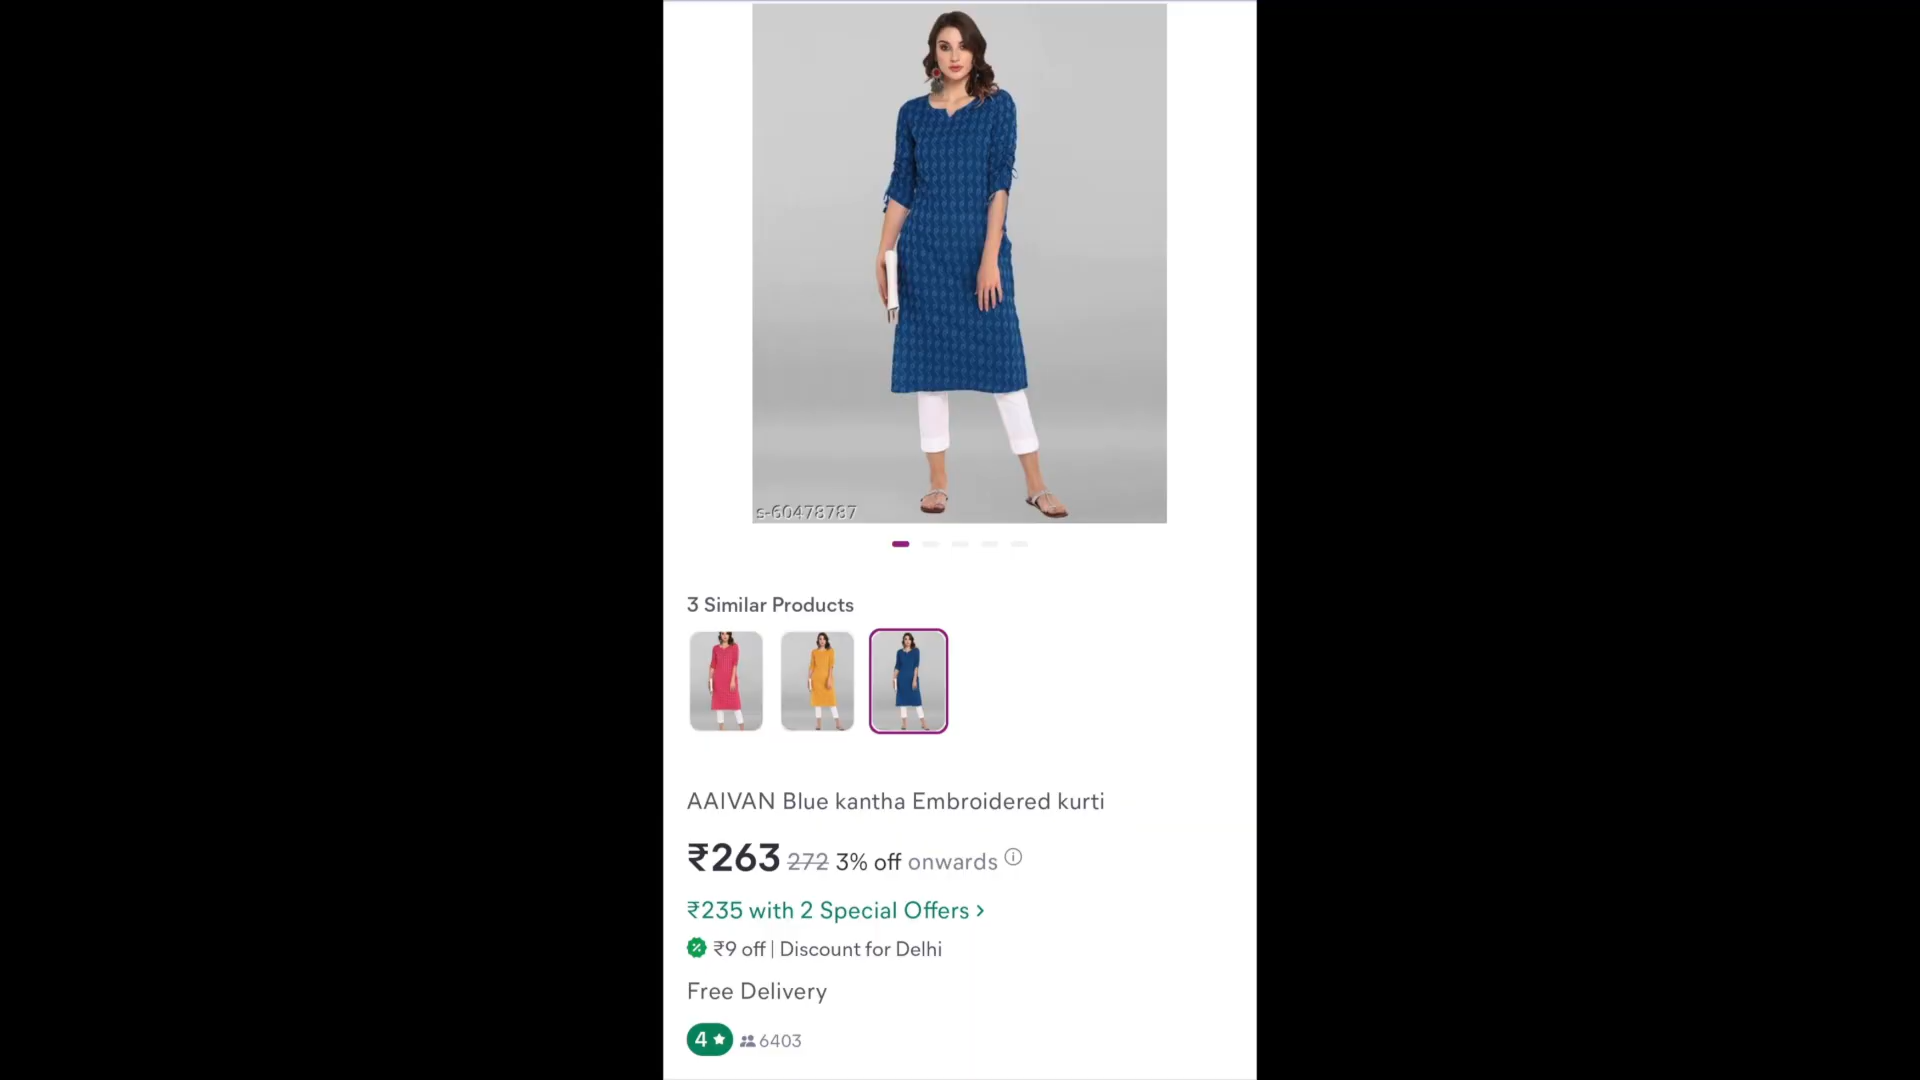 s-60478787
3 Similar Products
AAIVAN Blue kantha Embroidered kurti
₹263 272 3% off onwards
₹235 with 2 Special Offers >
₹9 off | Discount for Delhi
Free Delivery
4 ★ 6403